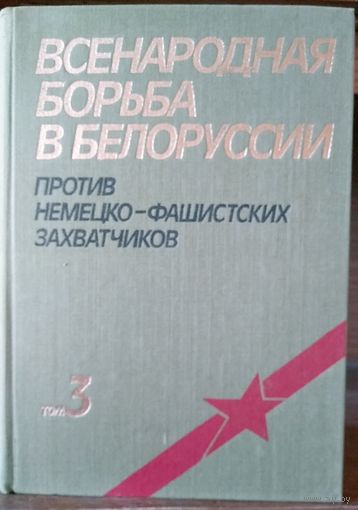 ВСЕНАРОДНАЯ
БОРЬБА
В БЕЛОРУССИИ
ПРОТИВ
НЕМЕЦКО-ФАШИСТСКИХ
ЗАХВАТЧИКОВ
ТОМ 3